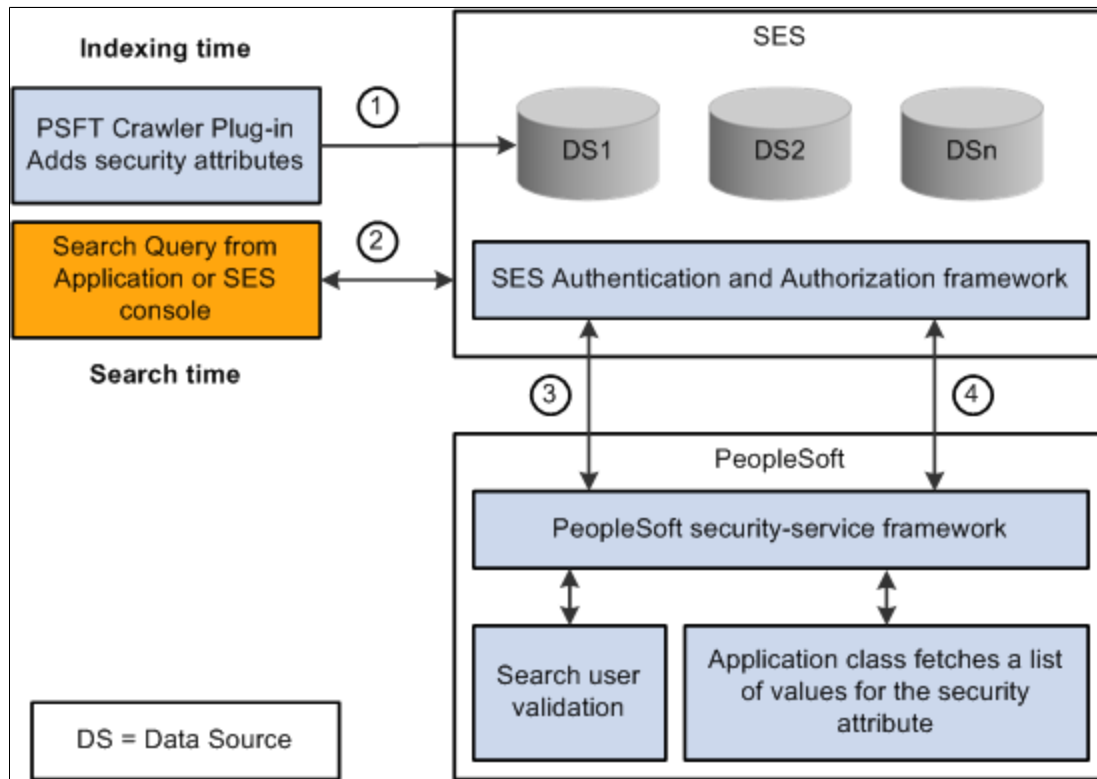 Indexing time
SES
PSFT Crawler Plug-in
Adds security attributes
1
DS1
DS2
DSn
Search Query from
Application or SES
console
2
SES Authentication and Authorization framework
Search time
3
4
PeopleSoft
PeopleSoft security-service framework
Search user
validation
Application class fetches a list
of values for the security
attribute
DS = Data Source